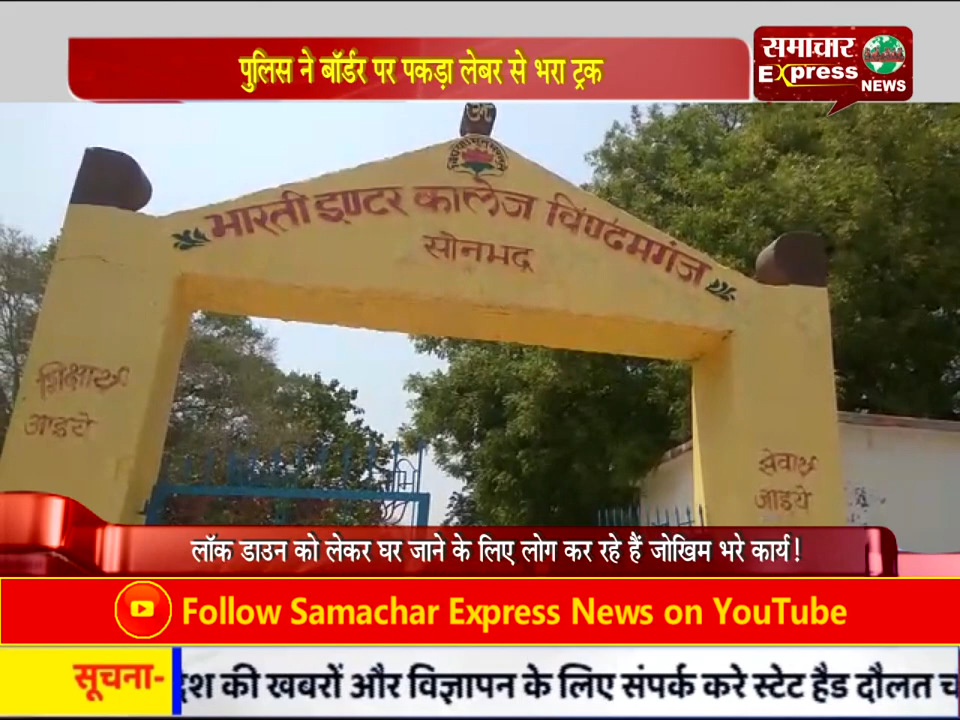 पुलिस ने बॉर्डर पर पकड़ा लेबर से भरा ट्रक
समाचार
Express
NEWS
भारती इण्टर कालेज विण्ढमगंज
सोनभद्र
शिक्षार्थ
आइये
सेवार्थ
जाइये
लॉक डाउन को लेकर घर जाने के लिए लोग कर रहे हैं जोखिम भरे कार्य!
Follow Samachar Express News on YouTube
सूचना-
की खबरों और विज्ञापन के लिए संपर्क करे स्टेट हैड दौलत